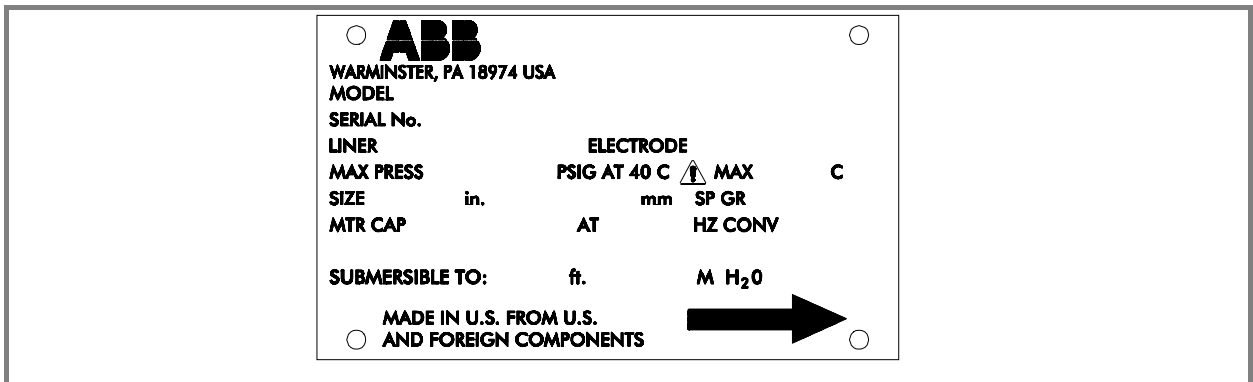 ABB
WARMINSTER, PA 18974 USA
MODEL
SERIAL No.
LINER ELECTRODE
MAX PRESS PSIG AT 40 C ! MAX C
SIZE in. mm SP GR
MTR CAP AT HZ CONV
SUBMERSIBLE TO: ft. M H₂0
MADE IN U.S. FROM U.S.
AND FOREIGN COMPONENTS